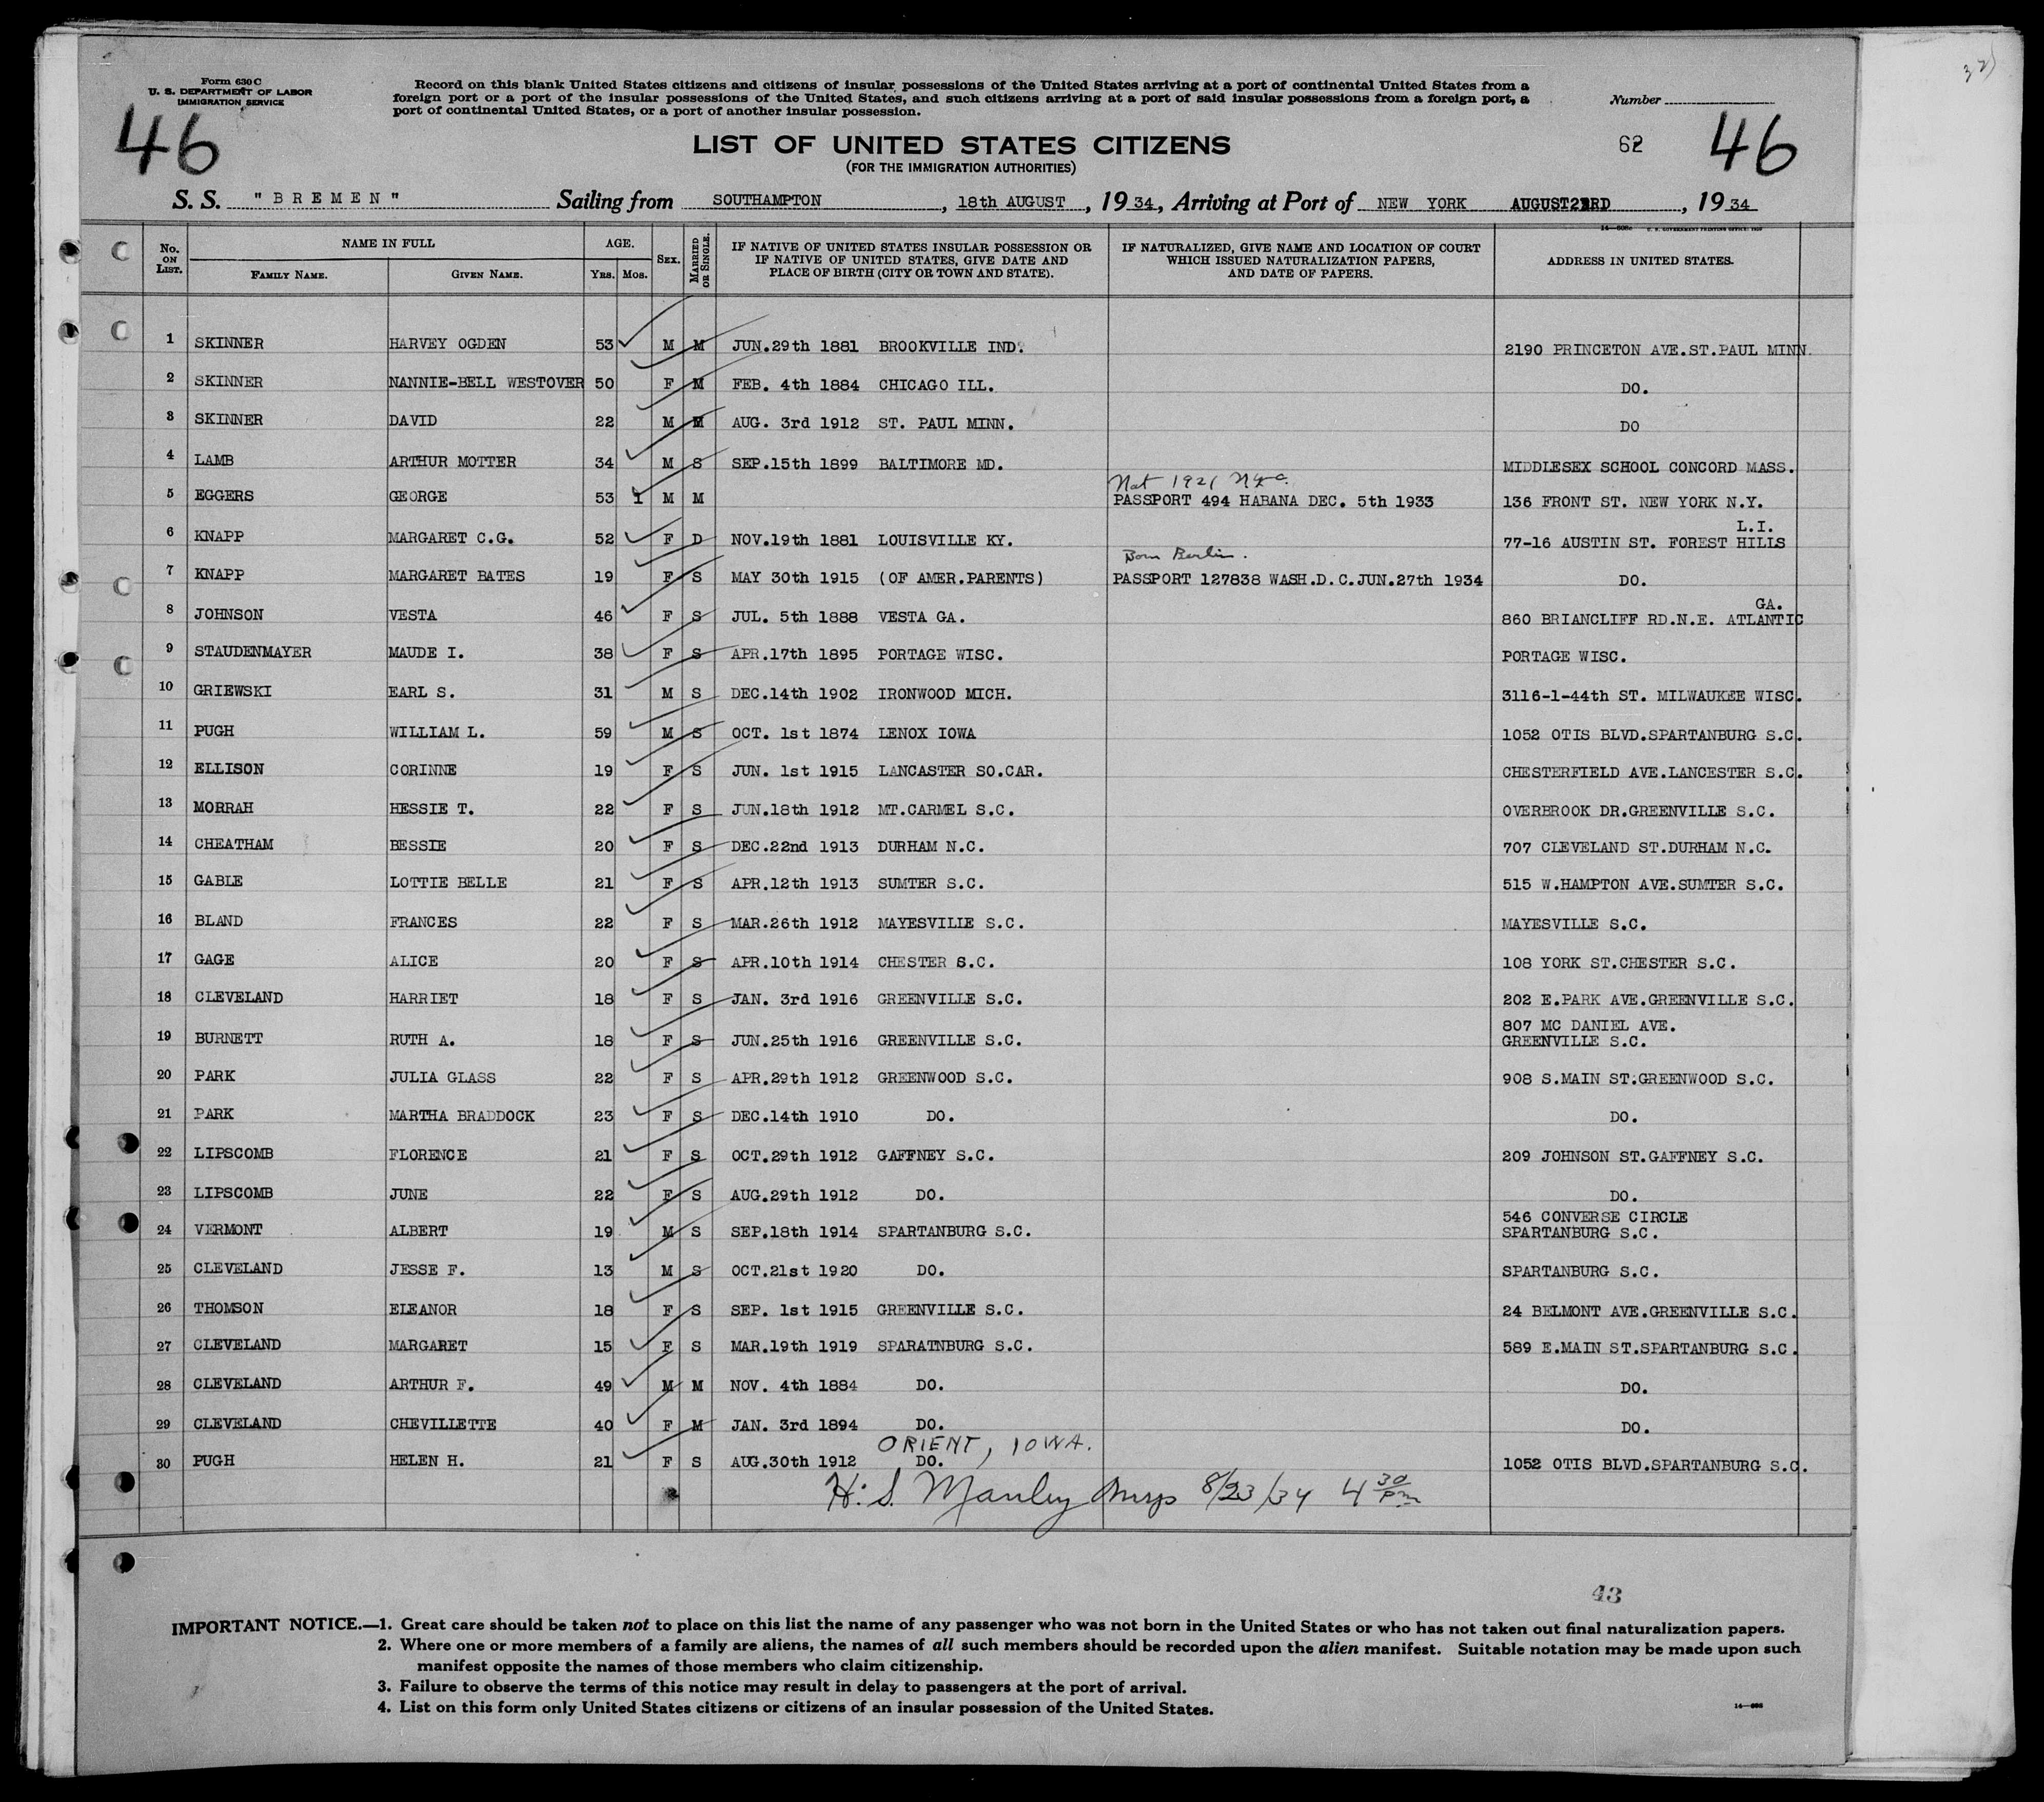 32)
Form 630 C
U. S. DEPARTMENT OF LABOR
IMMIGRATION SERVICE
Record on this blank United States citizens and citizens of insular possessions of the United States arriving at a port of continental United States from a
foreign port or a port of the insular possessions of the United States, and such citizens arriving at a port of said insular possessions from a foreign port, a
port of continental United States, or a port of another insular possession.
Number
46
LIST OF UNITED STATES CITIZENS
62
46
(FOR THE IMMIGRATION AUTHORITIES)
S. S. "BREMEN" Sailing from SOUTHAMPTON, 18th AUGUST, 1934, Arriving at Port of NEW YORK AUGUST 23RD, 1934
No. ON LIST. NAME IN FULL FAMILY NAME. GIVEN NAME. AGE. YRS. MOS. SEX. MARRIED OR SINGLE. IF NATIVE OF UNITED STATES INSULAR POSSESSION OR IF NATIVE OF UNITED STATES, GIVE DATE AND PLACE OF BIRTH (CITY OR TOWN AND STATE). IF NATURALIZED, GIVE NAME AND LOCATION OF COURT WHICH ISSUED NATURALIZATION PAPERS, AND DATE OF PAPERS. ADDRESS IN UNITED STATES.
1 SKINNER HARVEY OGDEN 53 M M JUN.29th 1881 BROOKVILLE IND. 2190 PRINCETON AVE.ST.PAUL MINN.
2 SKINNER NANNIE-BELL WESTOVER 50 F M FEB. 4th 1884 CHICAGO ILL. DO.
3 SKINNER DAVID 22 M M AUG. 3rd 1912 ST. PAUL MINN. DO
4 LAMB ARTHUR MOTTER 34 M S SEP.15th 1899 BALTIMORE MD. MIDDLESEX SCHOOL CONCORD MASS.
Nat 1921 NYC.
5 EGGERS GEORGE 53 1 M M PASSPORT 494 HABANA DEC. 5th 1933 136 FRONT ST. NEW YORK N.Y.
L.I.
6 KNAPP MARGARET C.G. 52 F D NOV.19th 1881 LOUISVILLE KY. 77-16 AUSTIN ST. FOREST HILLS
Born Berlin.
7 KNAPP MARGARET BATES 19 F S MAY 30th 1915 (OF AMER.PARENTS) PASSPORT 127838 WASH.D.C.JUN.27th 1934 DO.
GA.
8 JOHNSON VESTA 46 F S JUL. 5th 1888 VESTA GA. 860 BRIANCLIFF RD.N.E. ATLANTIC
9 STAUDENMAYER MAUDE I. 38 F S APR.17th 1895 PORTAGE WISC. PORTAGE WISC.
10 GRIEWSKI EARL S. 31 M S DEC.14th 1902 IRONWOOD MICH. 3116-1-44th ST. MILWAUKEE WISC.
11 PUGH WILLIAM L. 59 M S OCT. 1st 1874 LENOX IOWA 1052 OTIS BLVD.SPARTANBURG S.C.
12 ELLISON CORINNE 19 F S JUN. 1st 1915 LANCASTER SO.CAR. CHESTERFIELD AVE.LANCESTER S.C.
13 MORRAH HESSIE T. 22 F S JUN.18th 1912 MT.CARMEL S.C. OVERBROOK DR.GREENVILLE S.C.
14 CHEATHAM BESSIE 20 F S DEC.22nd 1913 DURHAM N.C. 707 CLEVELAND ST.DURHAM N.C.
15 GABLE LOTTIE BELLE 21 F S APR.12th 1913 SUMTER S.C. 515 W.HAMPTON AVE.SUMTER S.C.
16 BLAND FRANCES 22 F S MAR.26th 1912 MAYESVILLE S.C. MAYESVILLE S.C.
17 GAGE ALICE 20 F S APR.10th 1914 CHESTER S.C. 108 YORK ST.CHESTER S.C.
18 CLEVELAND HARRIET 18 F S JAN. 3rd 1916 GREENVILLE S.C. 202 E.PARK AVE.GREENVILLE S.C.
807 MC DANIEL AVE.
19 BURNETT RUTH A. 18 F S JUN.25th 1916 GREENVILLE S.C. GREENVILLE S.C.
20 PARK JULIA GLASS 22 F S APR.29th 1912 GREENWOOD S.C. 908 S.MAIN ST.GREENWOOD S.C.
21 PARK MARTHA BRADDOCK 23 F S DEC.14th 1910 DO. DO.
22 LIPSCOMB FLORENCE 21 F S OCT.29th 1912 GAFFNEY S.C. 209 JOHNSON ST.GAFFNEY S.C.
23 LIPSCOMB JUNE 22 F S AUG.29th 1912 DO. DO.
546 CONVERSE CIRCLE
24 VERMONT ALBERT 19 M S SEP.18th 1914 SPARTANBURG S.C. SPARTANBURG S.C.
25 CLEVELAND JESSE F. 13 M S OCT.21st 1920 DO. SPARTANBURG S.C.
26 THOMSON ELEANOR 18 F S SEP. 1st 1915 GREENVILLE S.C. 24 BELMONT AVE.GREENVILLE S.C.
27 CLEVELAND MARGARET 15 F S MAR.19th 1919 SPARATNBURG S.C. 589 E.MAIN ST.SPARTANBURG S.C.
28 CLEVELAND ARTHUR F. 49 M M NOV. 4th 1884 DO. DO.
29 CLEVELAND CHEVILLETTE 40 F M JAN. 3rd 1894 DO. DO.
ORIENT, IOWA.
30 PUGH HELEN H. 21 F S AUG.30th 1912 DO. 1052 OTIS BLVD.SPARTANBURG S.C.
H. S. Manley Insp 8/23/34 4 30 pm
43
IMPORTANT NOTICE.—1. Great care should be taken not to place on this list the name of any passenger who was not born in the United States or who has not taken out final naturalization papers.
2. Where one or more members of a family are aliens, the names of all such members should be recorded upon the alien manifest. Suitable notation may be made upon such
manifest opposite the names of those members who claim citizenship.
3. Failure to observe the terms of this notice may result in delay to passengers at the port of arrival.
4. List on this form only United States citizens or citizens of an insular possession of the United States.